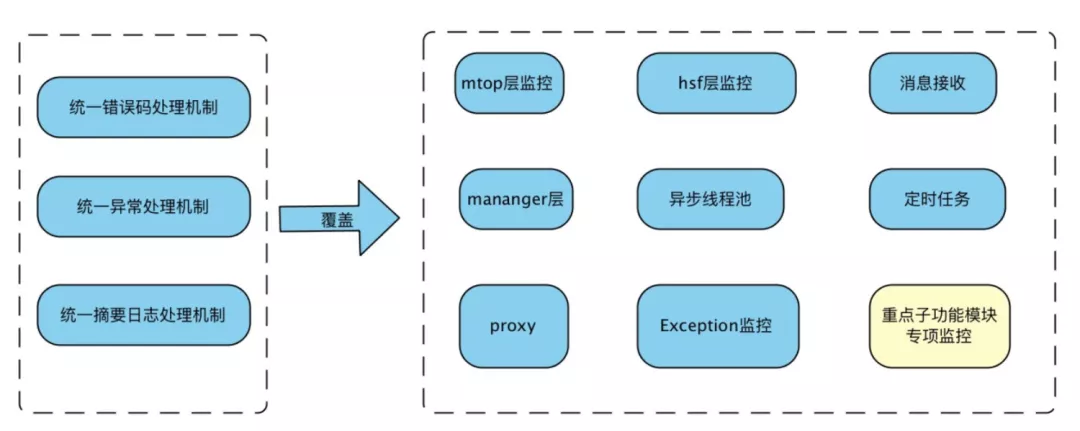 统一错误码处理机制
统一异常处理机制
统一摘要日志处理机制
覆盖
mtop层监控
hsf层监控
消息接收
mananger层
异步线程池
定时任务
proxy
Exception监控
重点子功能模块
专项监控